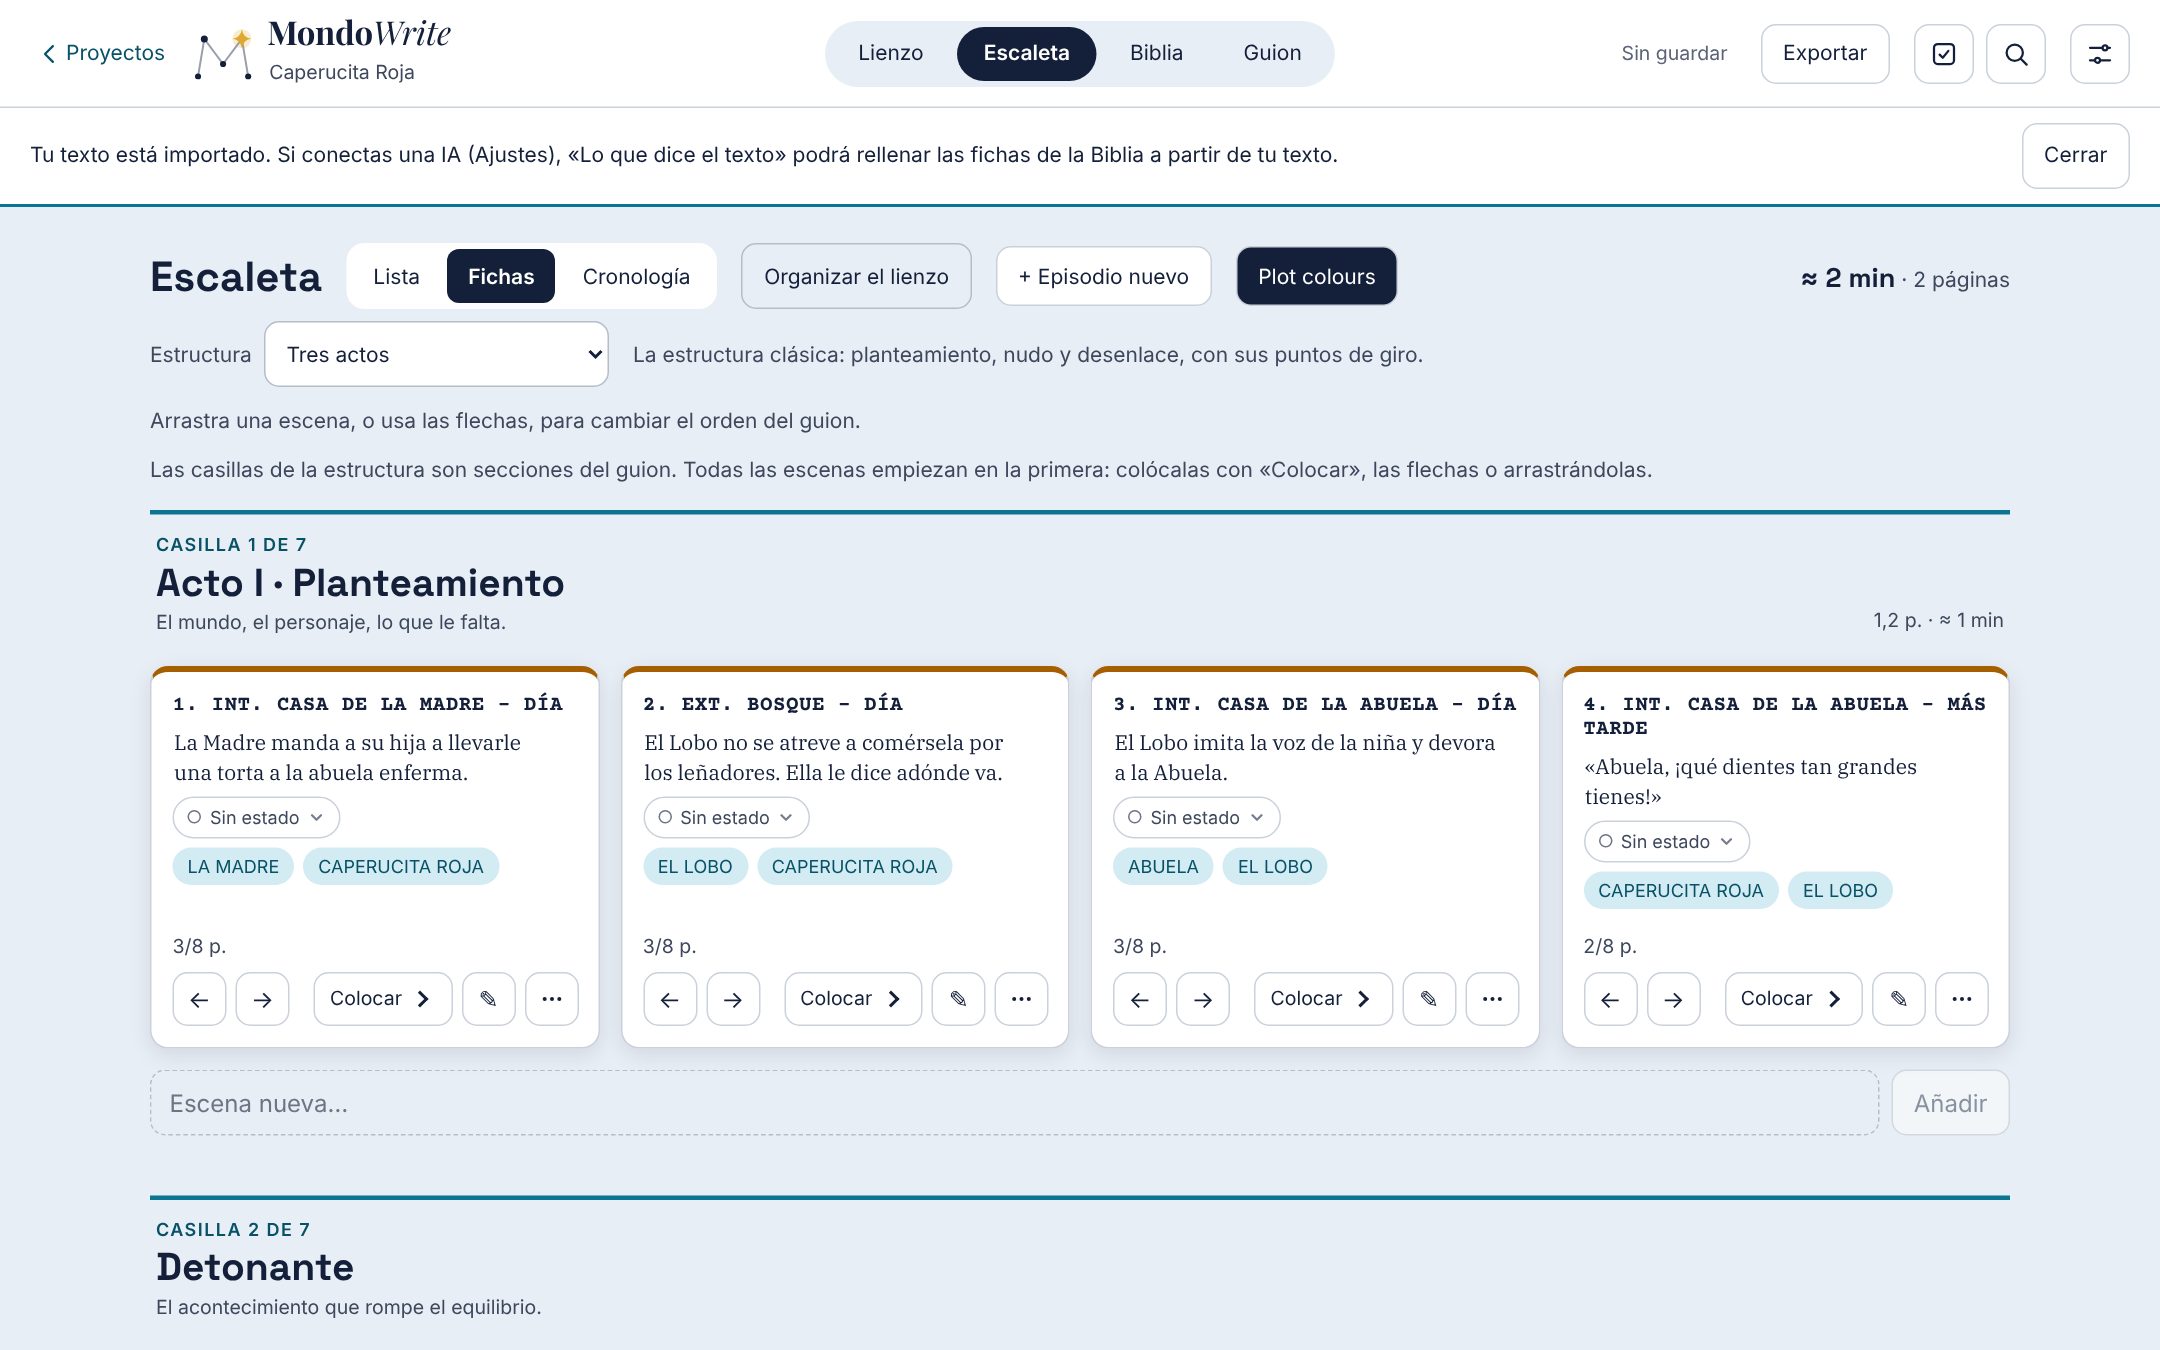 Proyectos
MondoWrite
Caperucita Roja
Lienzo
Escaleta
Biblia
Guion
Sin guardar
Exportar
Tu texto está importado. Si conectas una IA (Ajustes), «Lo que dice el texto» podrá rellenar las fichas de la Biblia a partir de tu texto.
Cerrar
Escaleta
Lista
Fichas
Cronología
Organizar el lienzo
+ Episodio nuevo
Plot colours
≈ 2 min · 2 páginas
Estructura
Tres actos
La estructura clásica: planteamiento, nudo y desenlace, con sus puntos de giro.
Arrastra una escena, o usa las flechas, para cambiar el orden del guion.
Las casillas de la estructura son secciones del guion. Todas las escenas empiezan en la primera: colócalas con «Colocar», las flechas o arrastrándolas.
CASILLA 1 DE 7
Acto I · Planteamiento
El mundo, el personaje, lo que le falta.
1,2 p. · ≈ 1 min
1. INT. CASA DE LA MADRE - DÍA
La Madre manda a su hija a llevarle
una torta a la abuela enferma.
Sin estado
LA MADRE
CAPERUCITA ROJA
3/8 p.
← → Colocar ✎ ···
2. EXT. BOSQUE - DÍA
El Lobo no se atreve a comérsela por
los leñadores. Ella le dice adónde va.
Sin estado
EL LOBO
CAPERUCITA ROJA
3/8 p.
← → Colocar ✎ ···
3. INT. CASA DE LA ABUELA - DÍA
El Lobo imita la voz de la niña y devora
a la Abuela.
Sin estado
ABUELA
EL LOBO
3/8 p.
← → Colocar ✎ ···
4. INT. CASA DE LA ABUELA - MÁS
TARDE
«Abuela, ¡qué dientes tan grandes
tienes!»
Sin estado
CAPERUCITA ROJA
EL LOBO
2/8 p.
← → Colocar ✎ ···
Escena nueva...
Añadir
CASILLA 2 DE 7
Detonante
El acontecimiento que rompe el equilibrio.